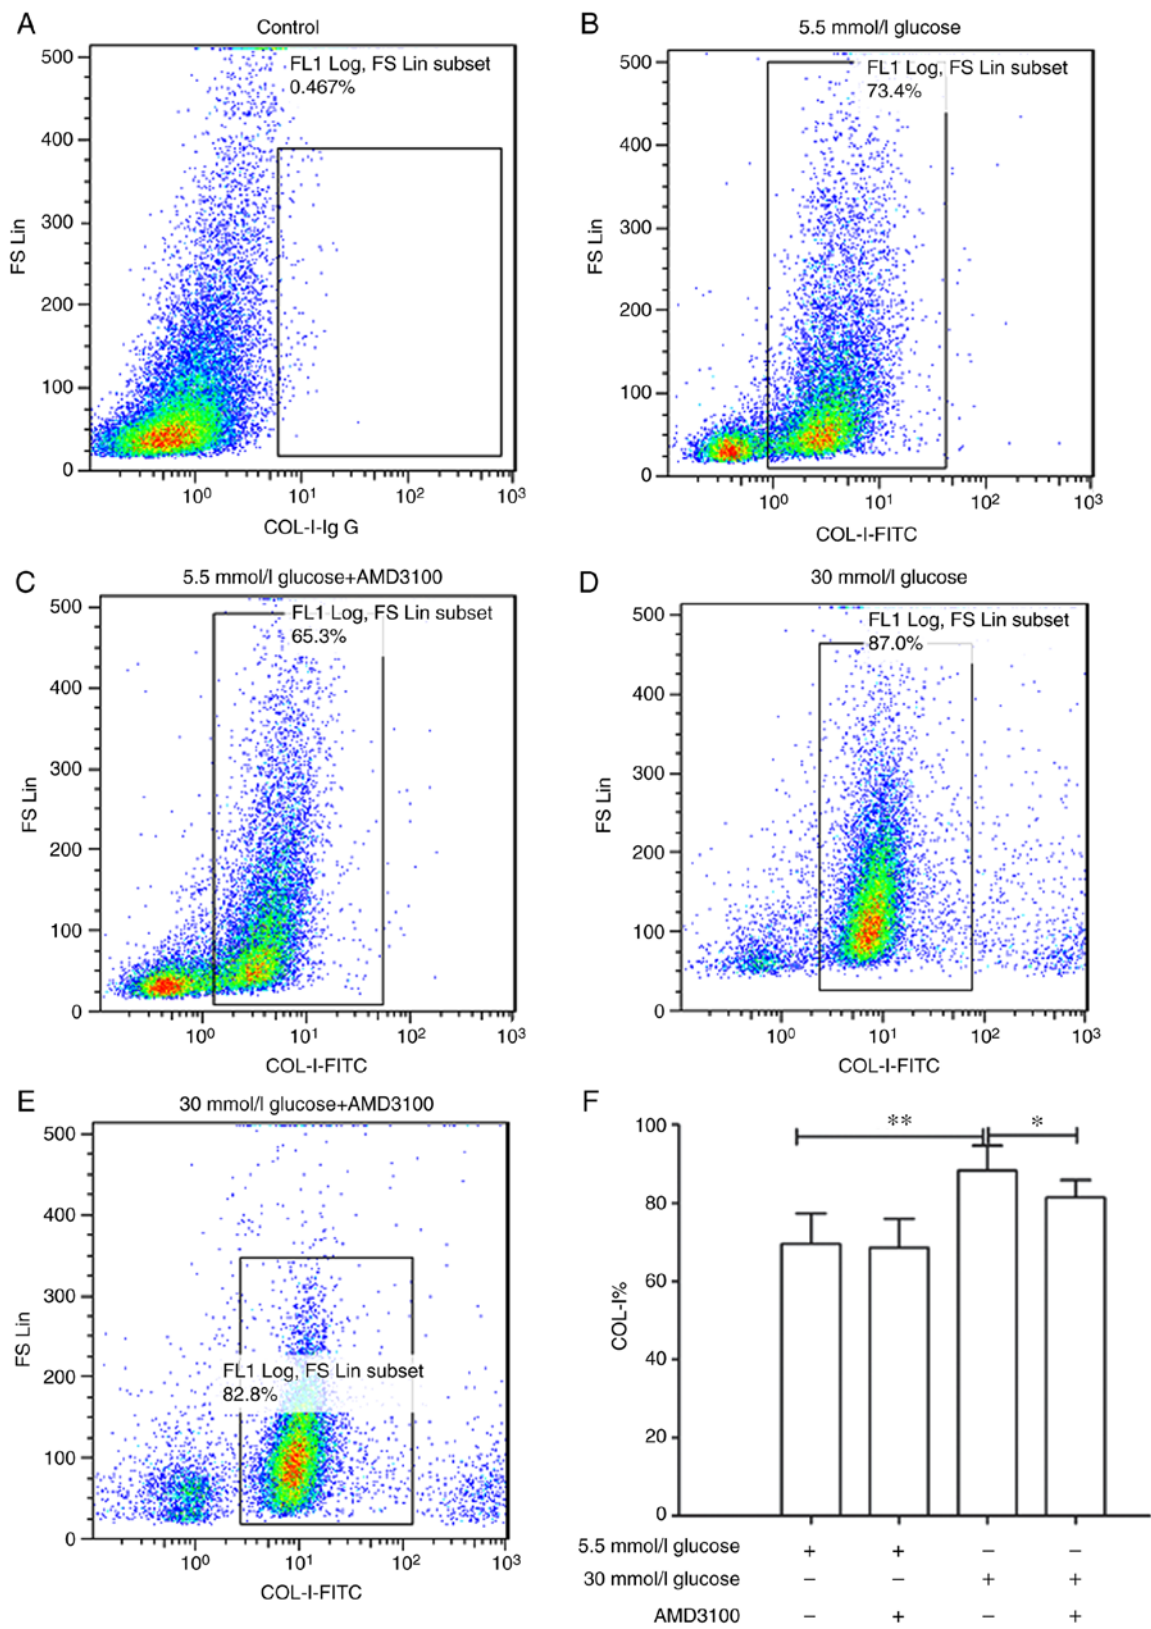 A
Control
FL1 Log, FS Lin subset
0.467%
500
400
300
200
100
0
FS Lin
10⁰ 10¹ 10² 10³
COL-I-Ig G
B
5.5 mmol/l glucose
FL1 Log, FS Lin subset
73.4%
500
400
300
200
100
0
FS Lin
10⁰ 10¹ 10² 10³
COL-I-FITC
C
5.5 mmol/l glucose+AMD3100
FL1 Log, FS Lin subset
65.3%
500
400
300
200
100
0
FS Lin
10⁰ 10¹ 10² 10³
COL-I-FITC
D
30 mmol/l glucose
FL1 Log, FS Lin subset
87.0%
500
400
300
200
100
0
FS Lin
10⁰ 10¹ 10² 10³
COL-I-FITC
E
30 mmol/l glucose+AMD3100
FL1 Log, FS Lin subset
82.8%
500
400
300
200
100
0
FS Lin
10⁰ 10¹ 10² 10³
COL-I-FITC
F
** *
100
80
60
40
20
0
COL-I%
5.5 mmol/l glucose + + − −
30 mmol/l glucose − − + +
AMD3100 − + − +